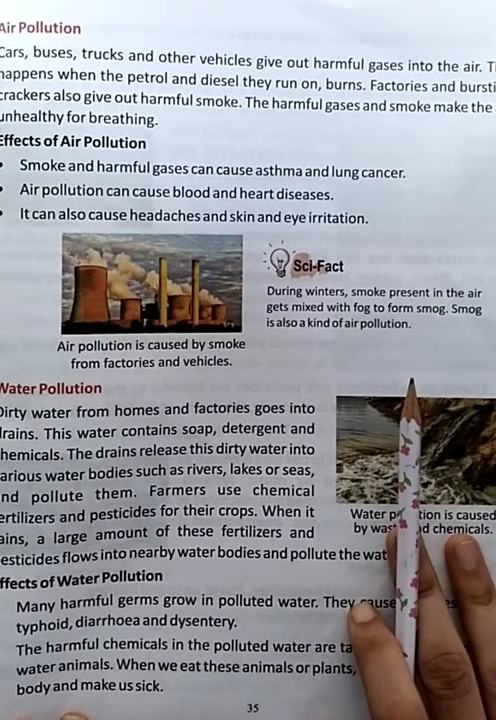 Air Pollution
Cars, buses, trucks and other vehicles give out harmful gases into the air.
happens when the petrol and diesel they run on, burns. Factories and
crackers also give out harmful smoke. The harmful gases and smoke make the
unhealthy for breathing.
Effects of Air Pollution
• Smoke and harmful gases can cause asthma and lung cancer.
• Air pollution can cause blood and heart diseases.
• It can also cause headaches and skin and eye irritation.
Sci-Fact
During winters, smoke present in the air
gets mixed with fog to form smog. Smog
is also a kind of air pollution.
Air pollution is caused by smoke
from factories and vehicles.
Water Pollution
Dirty water from homes and factories goes into
drains. This water contains soap, detergent and
chemicals. The drains release this dirty water into
various water bodies such as rivers, lakes or seas,
and pollute them. Farmers use chemical
fertilizers and pesticides for their crops. When it
rains, a large amount of these fertilizers and
pesticides flows into nearby water bodies and pollute the
Water is caused
by chemicals.
Effects of Water Pollution
Many harmful germs grow in polluted water. They cause
typhoid, diarrhoea and dysentery.
The harmful chemicals in the polluted water are
water animals. When we eat these animals or plants,
body and make us sick.
35